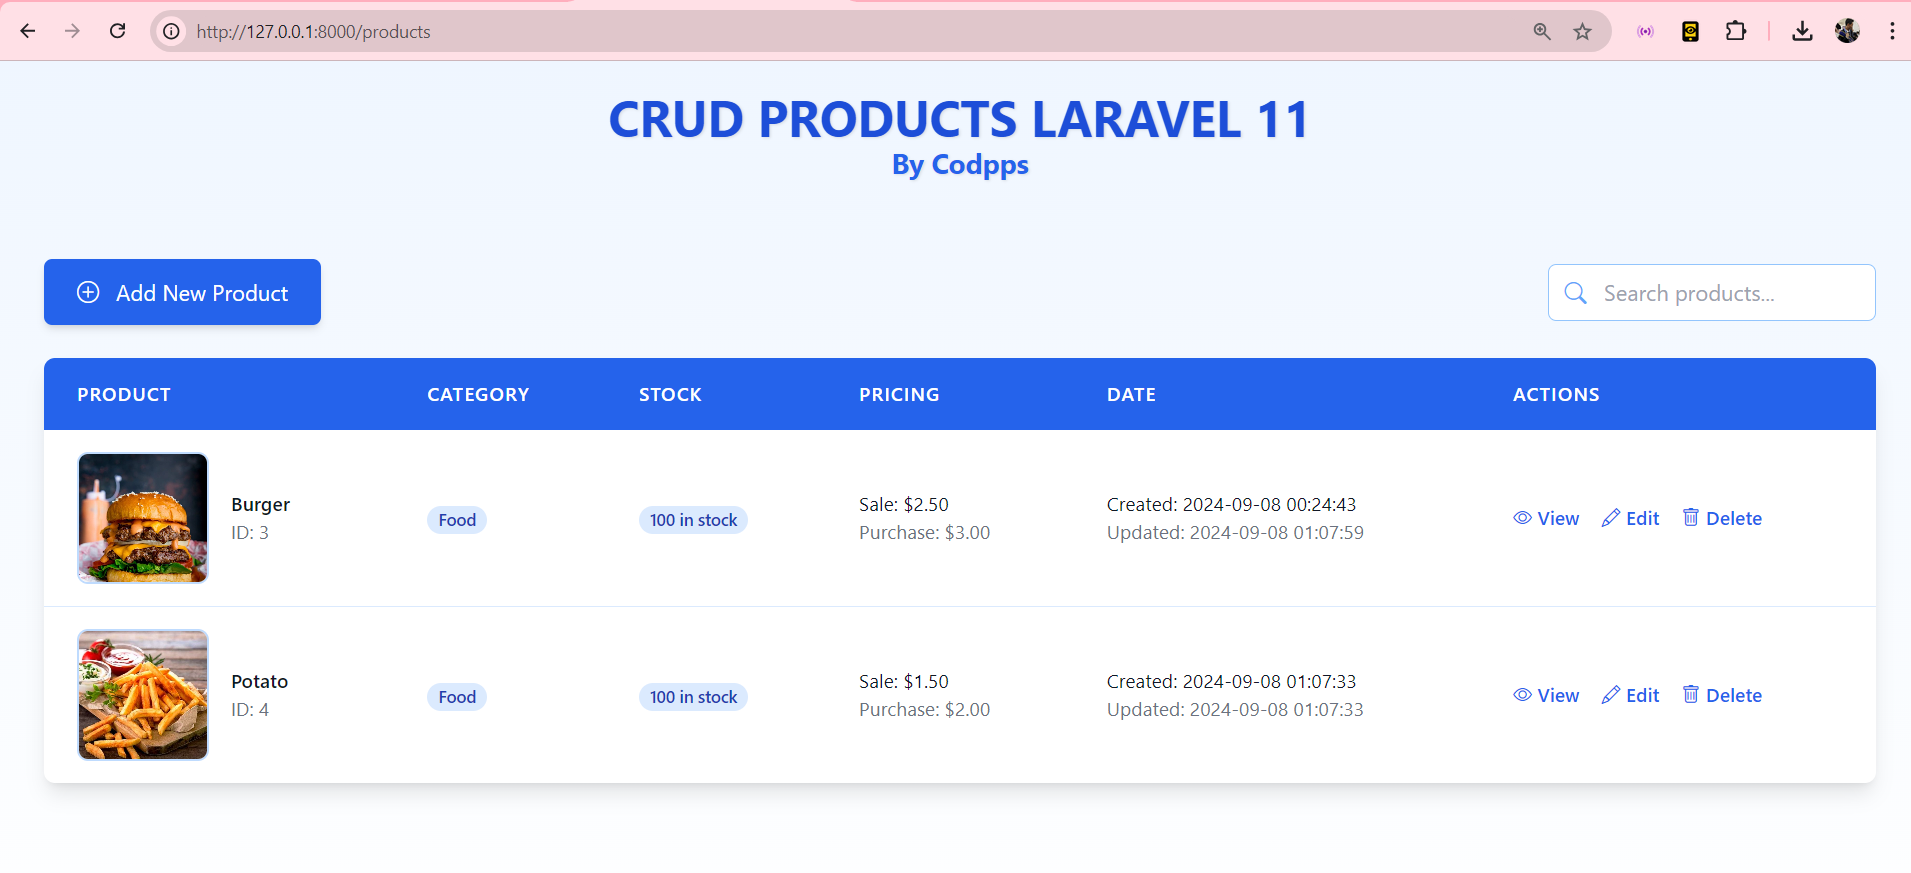 http://127.0.0.1:8000/products
CRUD PRODUCTS LARAVEL 11
By Codpps
Add New Product
Search products...
PRODUCT CATEGORY STOCK PRICING DATE ACTIONS
Burger
ID: 3
Food
100 in stock
Sale: $2.50
Purchase: $3.00
Created: 2024-09-08 00:24:43
Updated: 2024-09-08 01:07:59
View Edit Delete
Potato
ID: 4
Food
100 in stock
Sale: $1.50
Purchase: $2.00
Created: 2024-09-08 01:07:33
Updated: 2024-09-08 01:07:33
View Edit Delete